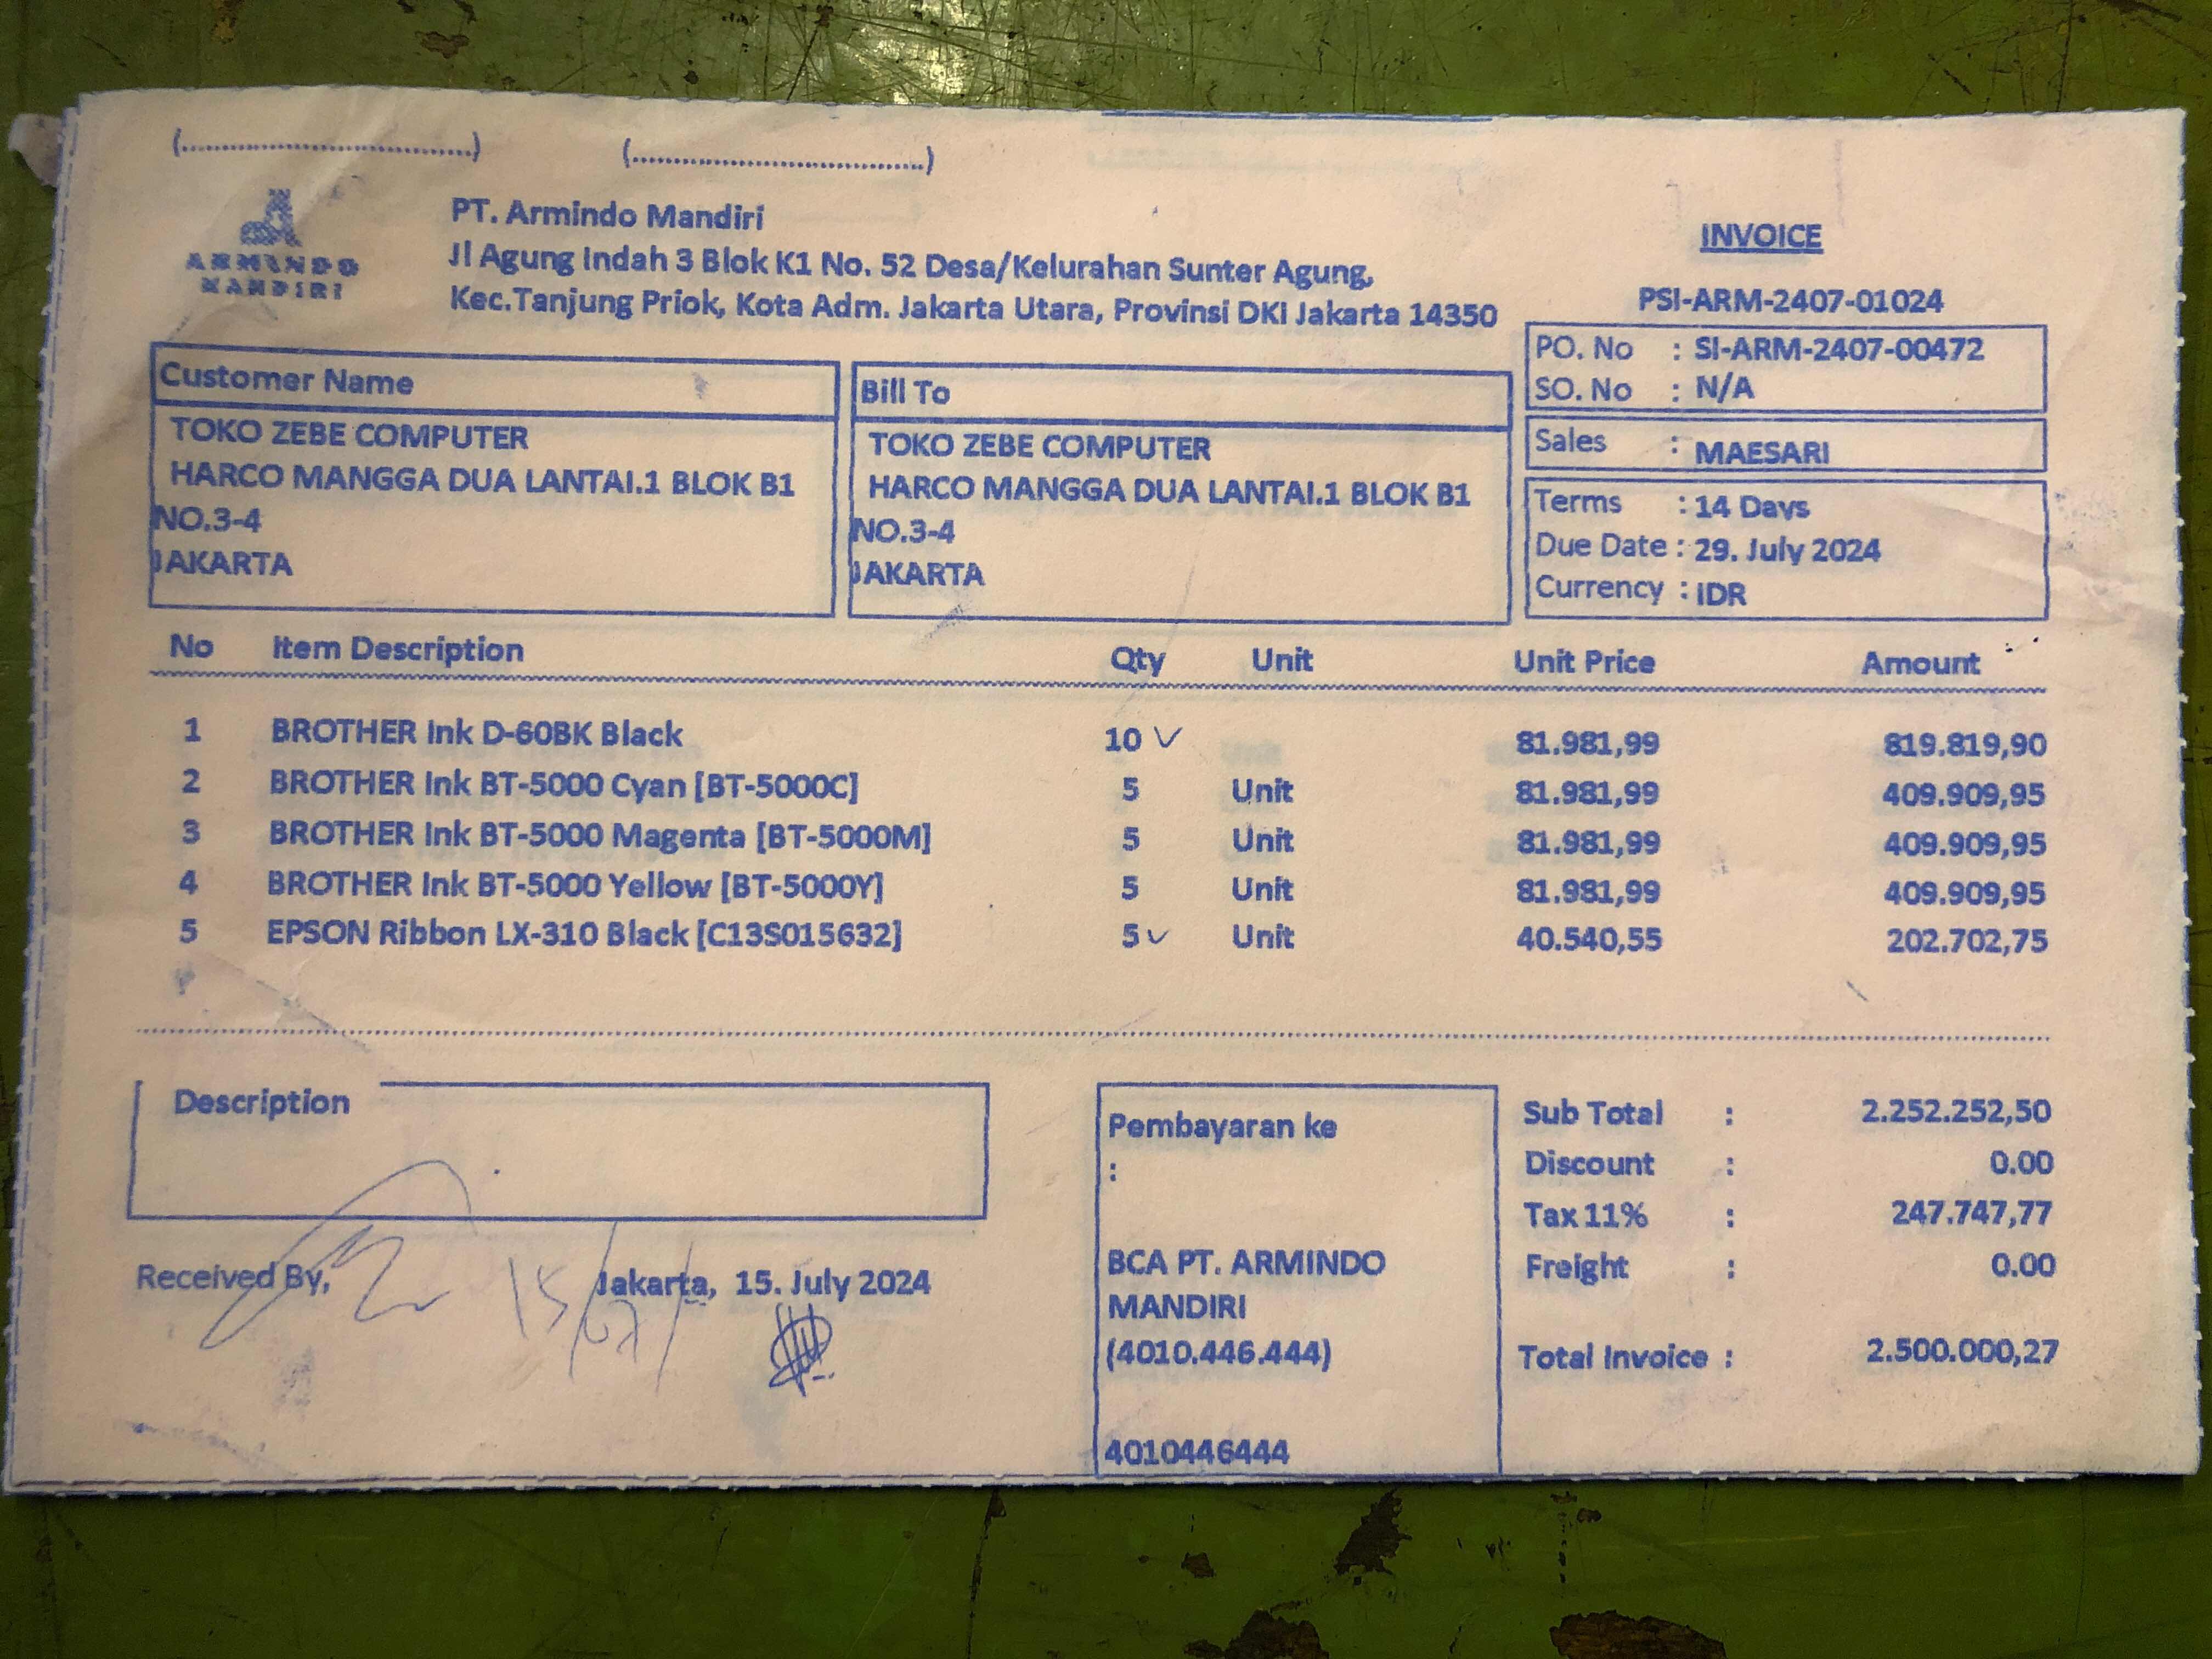 (................................)
(................................)
ARMINDO
MANDIRI
PT. Armindo Mandiri
Jl Agung Indah 3 Blok K1 No. 52 Desa/Kelurahan Sunter Agung,
Kec.Tanjung Priok, Kota Adm. Jakarta Utara, Provinsi DKI Jakarta 14350
INVOICE
PSI-ARM-2407-01024
PO. No : SI-ARM-2407-00472
SO. No : N/A
Sales : MAESARI
Terms : 14 Days
Due Date : 29. July 2024
Currency : IDR
Customer Name
TOKO ZEBE COMPUTER
HARCO MANGGA DUA LANTAI.1 BLOK B1
NO.3-4
JAKARTA
Bill To
TOKO ZEBE COMPUTER
HARCO MANGGA DUA LANTAI.1 BLOK B1
NO.3-4
JAKARTA
No Item Description Qty Unit Unit Price Amount
1 BROTHER Ink D-60BK Black 10 81.981,99 819.819,90
2 BROTHER Ink BT-5000 Cyan [BT-5000C] 5 Unit 81.981,99 409.909,95
3 BROTHER Ink BT-5000 Magenta [BT-5000M] 5 Unit 81.981,99 409.909,95
4 BROTHER Ink BT-5000 Yellow [BT-5000Y] 5 Unit 81.981,99 409.909,95
5 EPSON Ribbon LX-310 Black [C13S015632] 5 Unit 40.540,55 202.702,75
Description
Received By,
15/07/
Jakarta, 15. July 2024
Pembayaran ke
:
BCA PT. ARMINDO
MANDIRI
(4010.446.444)
4010446444
Sub Total : 2.252.252,50
Discount : 0.00
Tax 11% : 247.747,77
Freight : 0.00
Total Invoice : 2.500.000,27